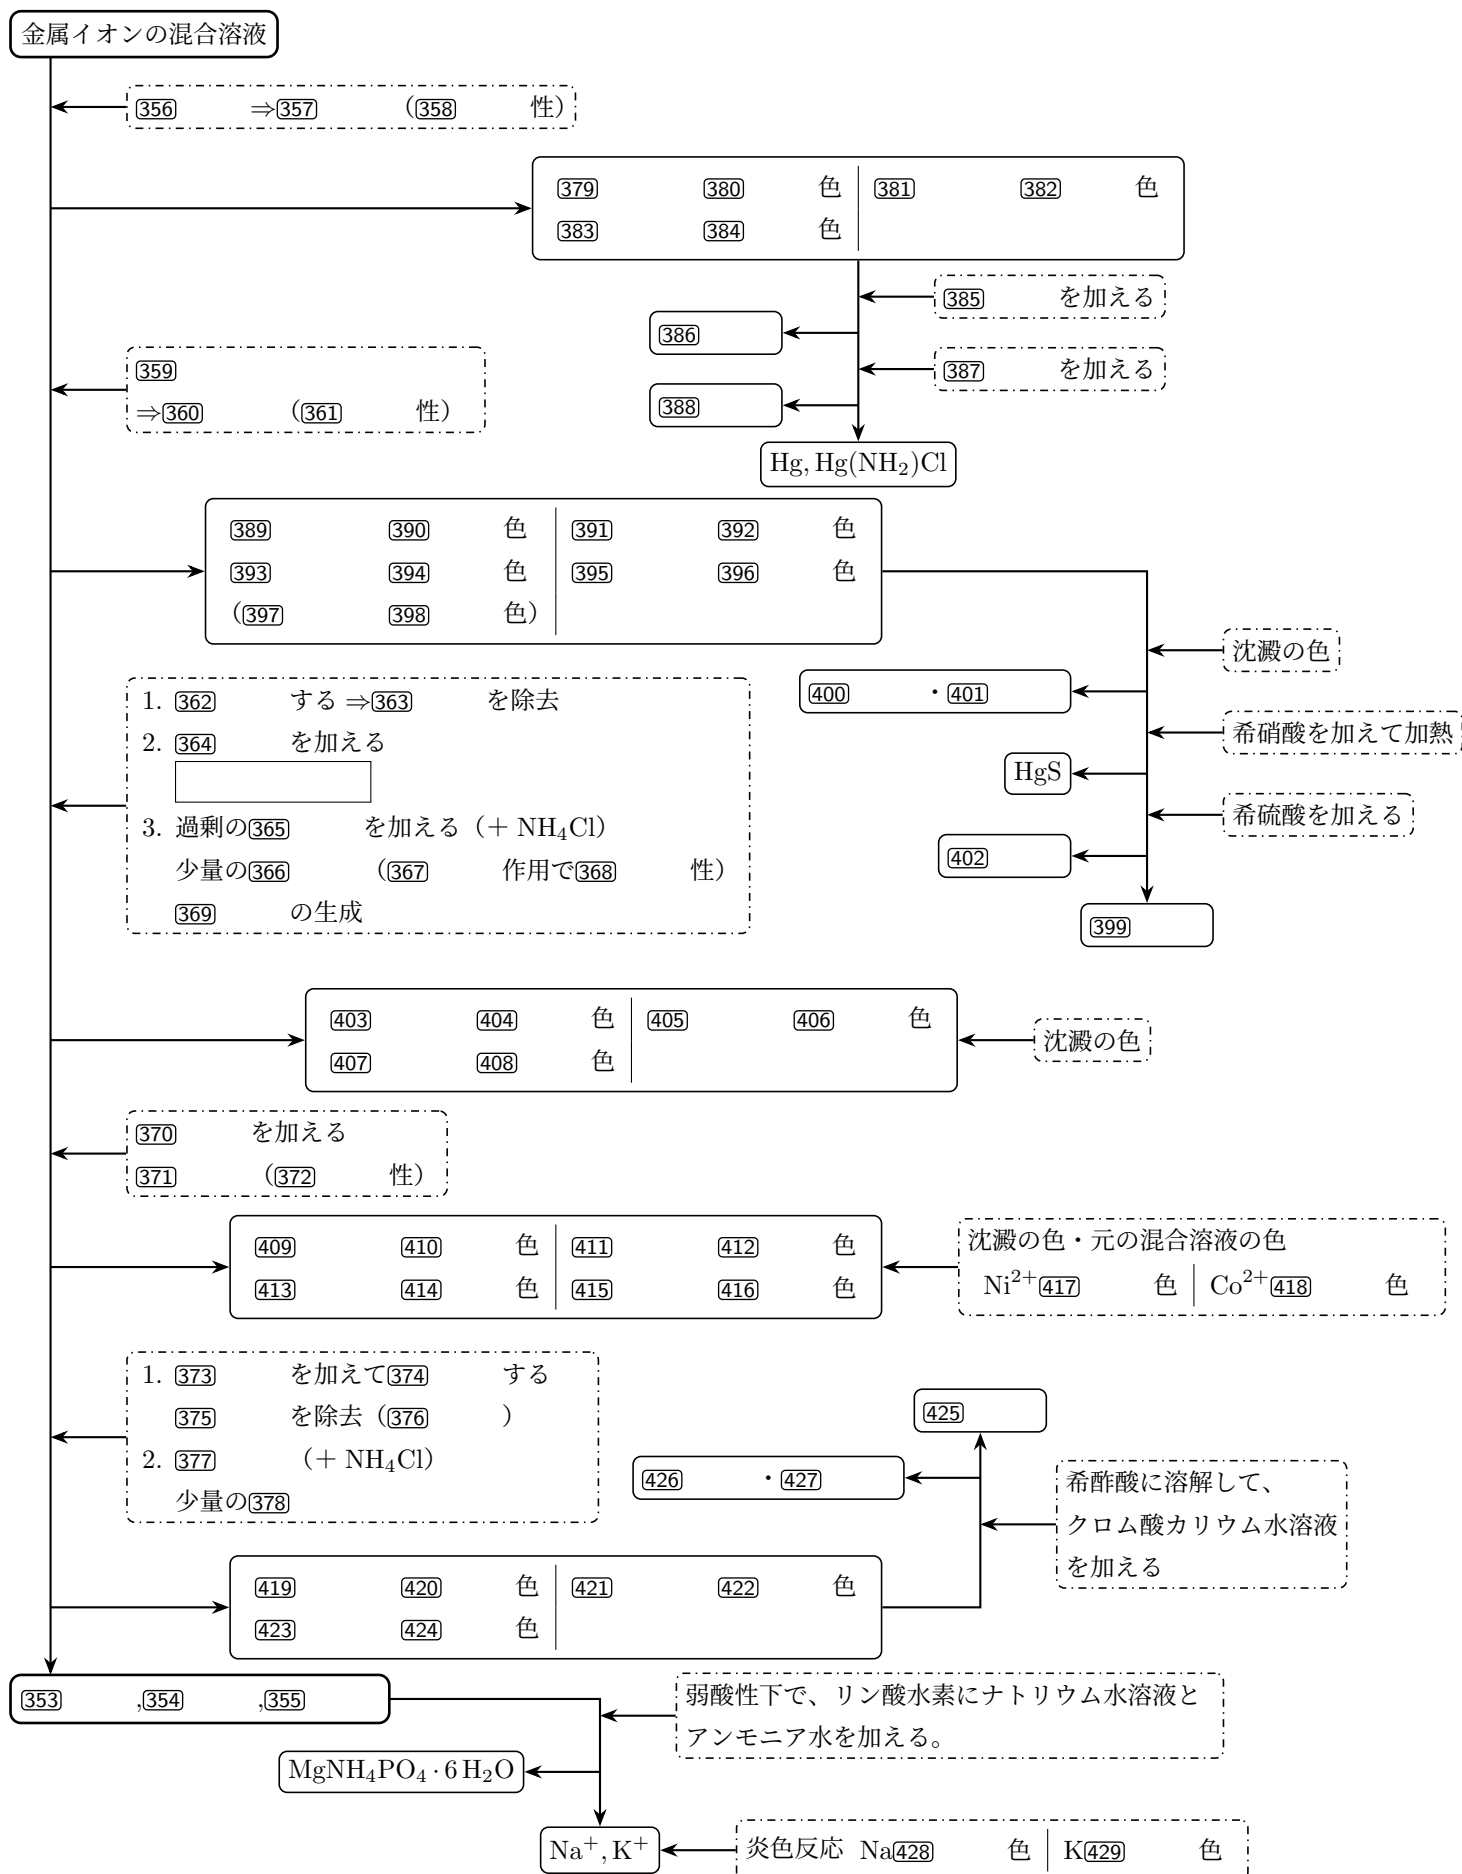 金属イオンの混合溶液
356 ⇒357 （358 性）
379 380 色 381 382 色
383 384 色
385 を加える
386
359
⇒360 （361 性）
387 を加える
388
Hg, Hg(NH₂)Cl
389 390 色 391 392 色
393 394 色 395 396 色
（397 398 色）
沈澱の色
400 ・401
希硝酸を加えて加熱
HgS
希硫酸を加える
402
399
1. 362 する ⇒363 を除去
2. 364 を加える
3. 過剰の365 を加える（＋ NH₄Cl）
少量の366 （367 作用で368 性）
369 の生成
403 404 色 405 406 色
407 408 色
沈澱の色
370 を加える
371 （372 性）
409 410 色 411 412 色
413 414 色 415 416 色
沈澱の色・元の混合溶液の色
Ni²⁺417 色 Co²⁺418 色
1. 373 を加えて374 する
375 を除去（376 ）
2. 377 （＋ NH₄Cl）
少量の378
425
426 ・427
希酢酸に溶解して、
クロム酸カリウム水溶液
を加える
419 420 色 421 422 色
423 424 色
353 ,354 ,355
弱酸性下で、リン酸水素にナトリウム水溶液と
アンモニア水を加える。
MgNH₄PO₄·6H₂O
Na⁺, K⁺
炎色反応 Na428 色 K429 色